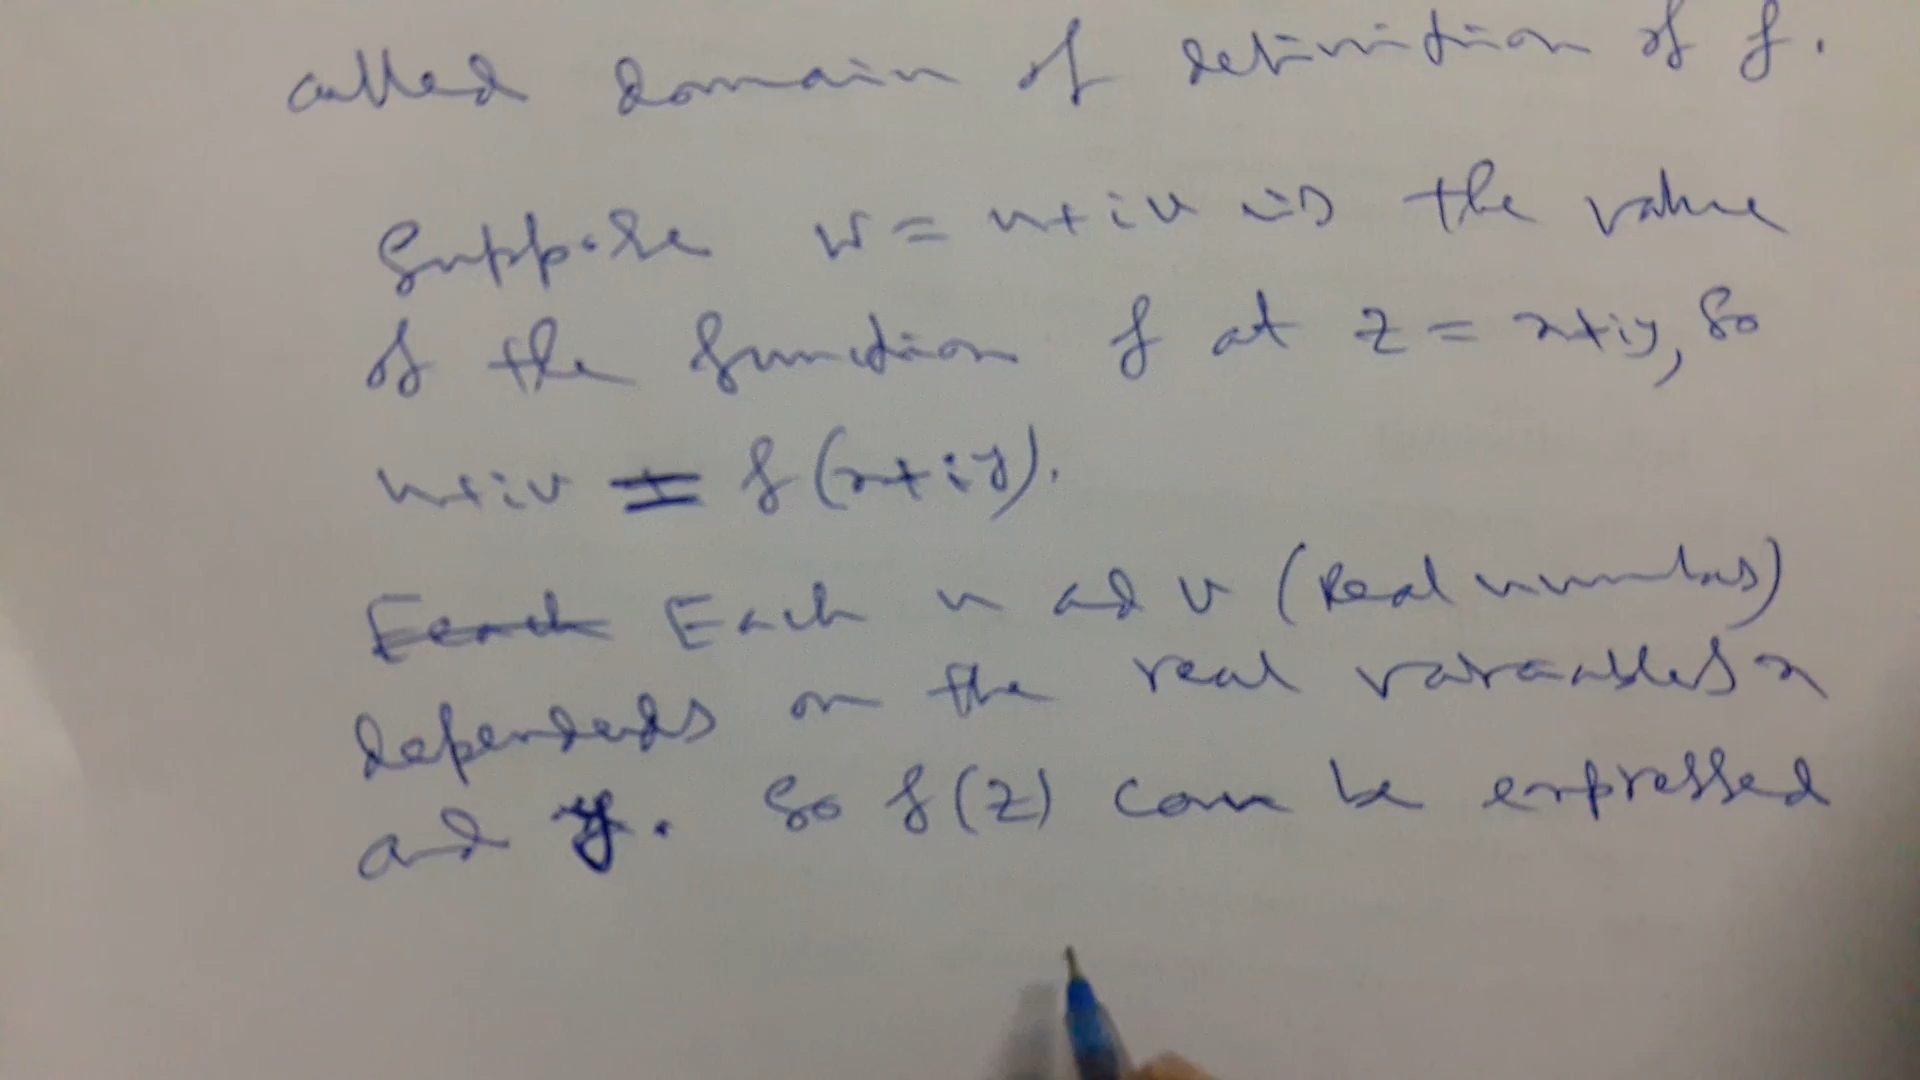 called domain of definition of f.
Suppose w = u+iv is the value
of the function f at z = x+iy, so
u+iv = f(x+iy).
Each Each u and v (Real numbers)
depends on the real variables x
and y. So f(z) can be expressed